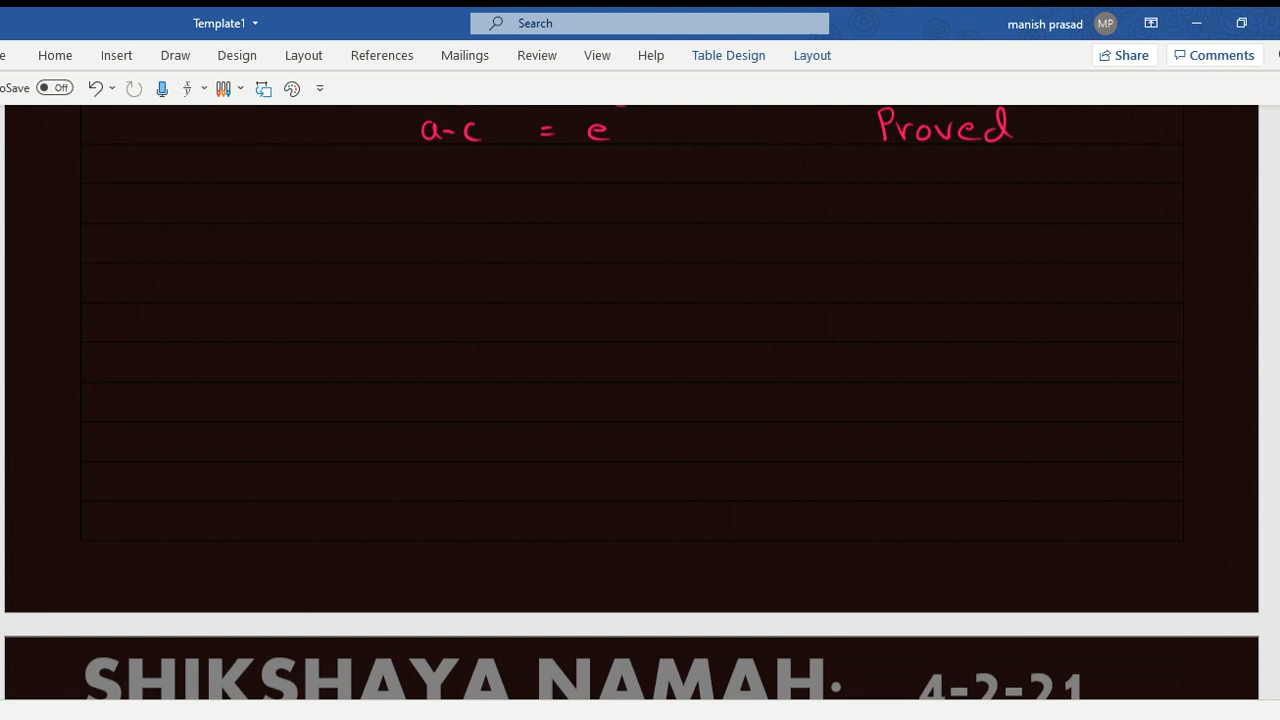 Template1
Search
manish prasad MP
e Home Insert Draw Design Layout References Mailings Review View Help Table Design Layout Share Comments
oSave Off
a-c = e Proved
SHIKSHAYA NAMAH: 4-2-21